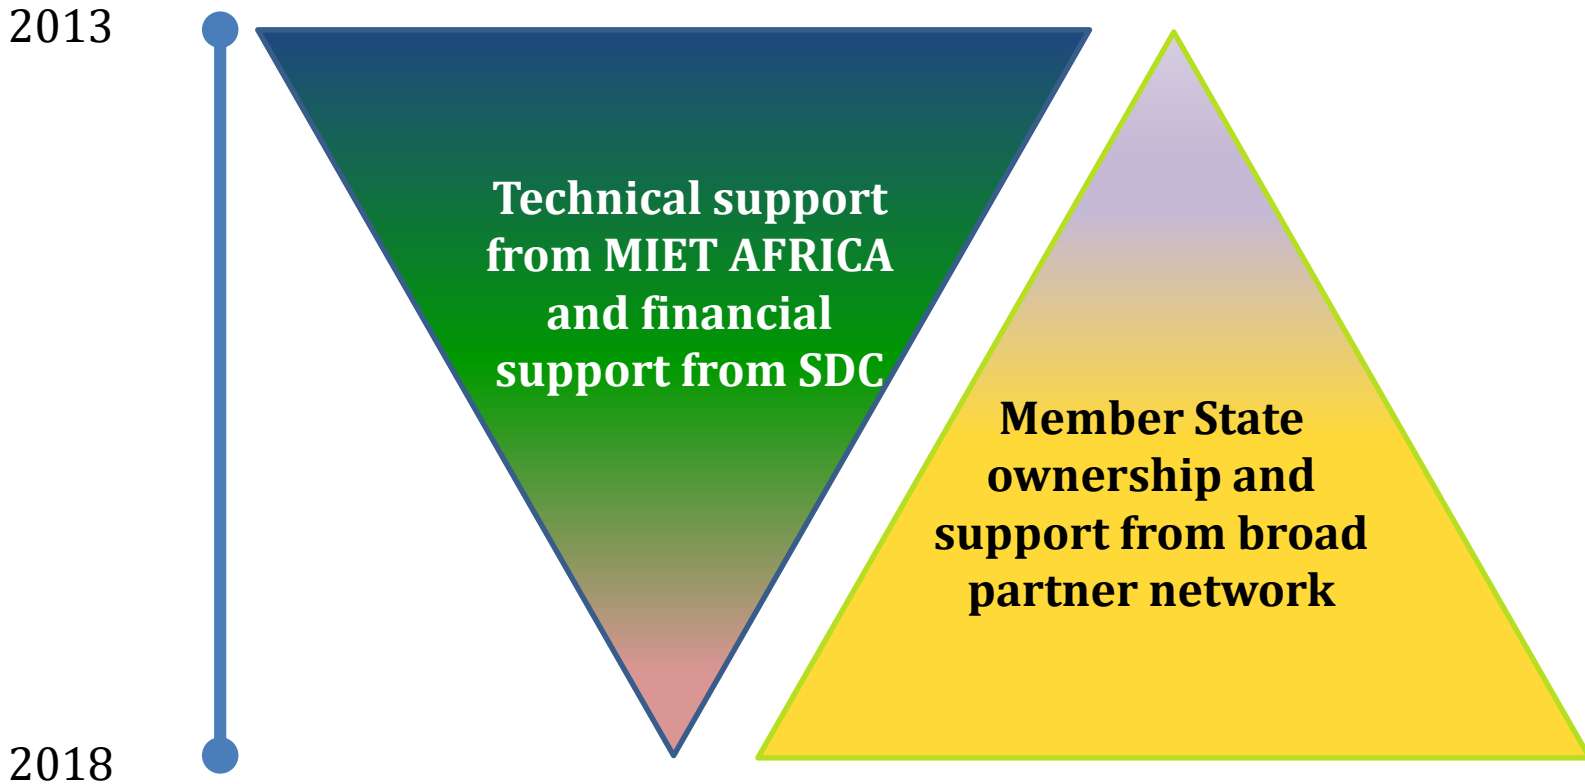 2013
Technical support
from MIET AFRICA
and financial
support from SDC
Member State
ownership and
support from broad
partner network
2018